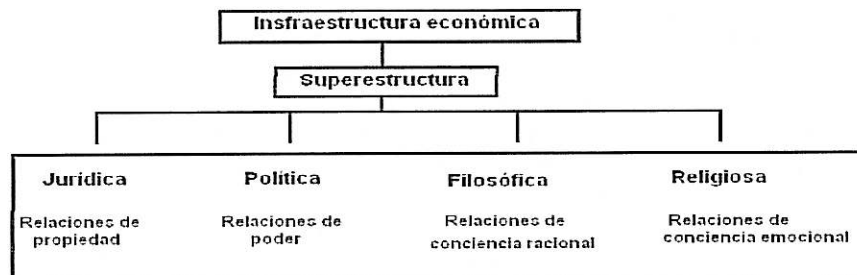 Insfraestructura económica
Superestructura
Jurídica Política Filosófica Religiosa
Relaciones de propiedad
Relaciones de poder
Relaciones de conciencia racional
Relaciones de conciencia emocional